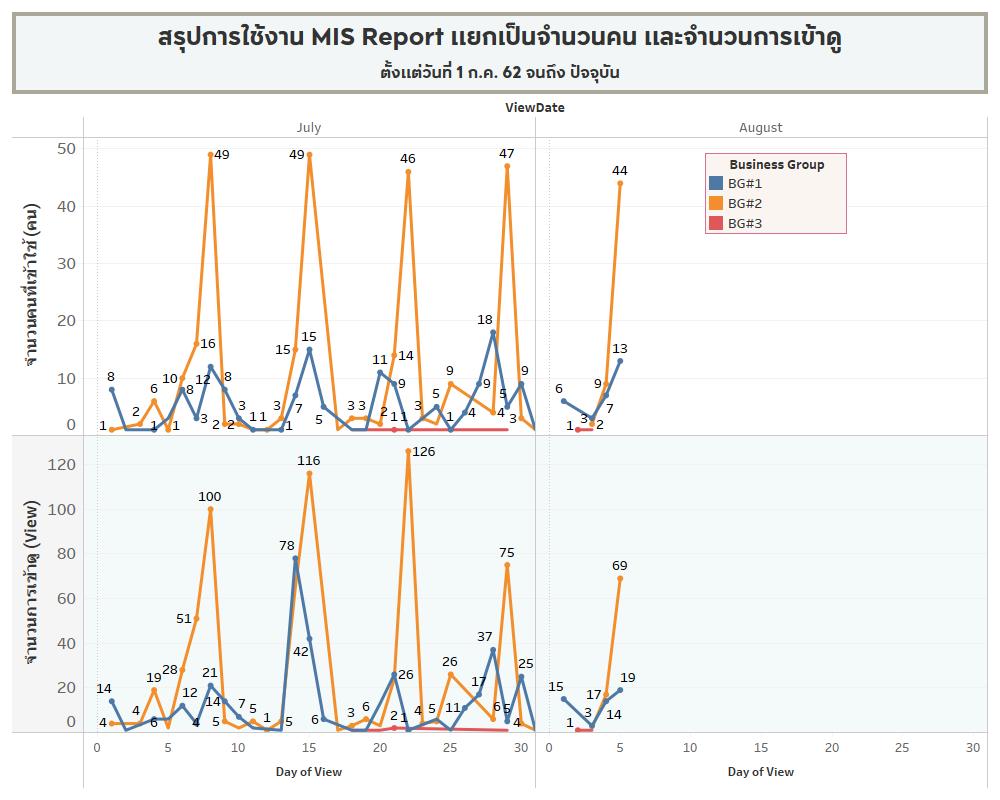 สรุปการใช้งาน MIS Report แยกเป็นจำนวนคน และจำนวนการเข้าดู
ตั้งแต่วันที่ 1 ก.ค. 62 จนถึง ปัจจุบัน
ViewDate
July August
จำนวนคนที่เข้าใช้ (คน)
50
40
30
20
10
0
Business Group
BG#1
BG#2
BG#3
49 49 46 47 44
18
16 15 15 14 13
12 11
10 9 9 9 9
8 8 8 7 7
6 6 5 5 5
4 4 3 3 3 3 3 3 3 3
2 2 2 2 2
1 1 1 1 1 1 1 1 1 1
จำนวนการเข้าดู (View)
120
100
80
60
40
20
0
126
116
100
78 75 69
51
42 37
28 26 26 25
21 19 19 17 17
15 14 14 14 12 11
7 6 6 6 6
5 5 5 5 5
4 4 4 4 4
3 3 2 1 1 1
0 5 10 15 20 25 30 0 5 10 15 20 25 30
Day of View Day of View